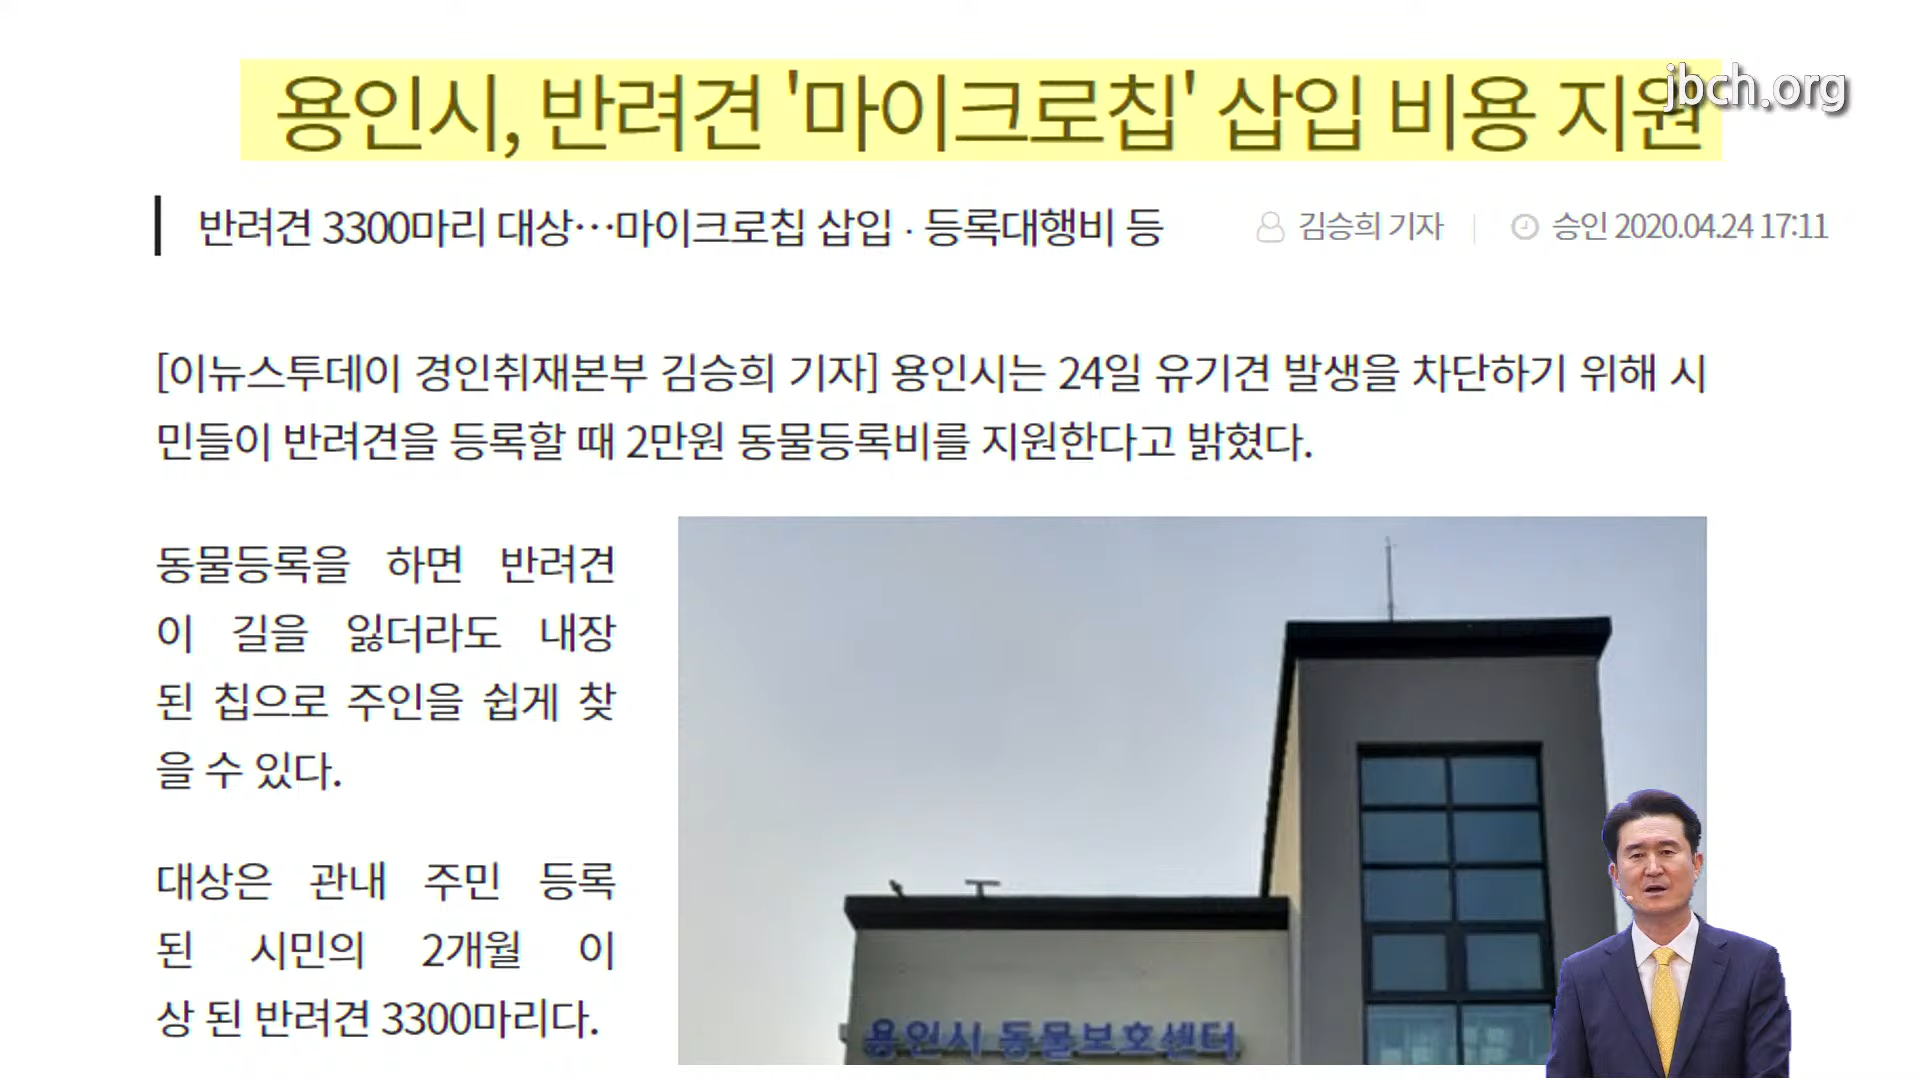 jbch.org
용인시, 반려견 '마이크로칩' 삽입 비용 지원
반려견 3300마리 대상…마이크로칩 삽입 · 등록대행비 등
김승희 기자 | 승인 2020.04.24 17:11
[이뉴스투데이 경인취재본부 김승희 기자] 용인시는 24일 유기견 발생을 차단하기 위해 시
민들이 반려견을 등록할 때 2만원 동물등록비를 지원한다고 밝혔다.
동물등록을 하면 반려견
이 길을 잃더라도 내장
된 칩으로 주인을 쉽게 찾
을 수 있다.
대상은 관내 주민 등록
된 시민의 2개월 이
상 된 반려견 3300마리다.
용인시 동물보호센터